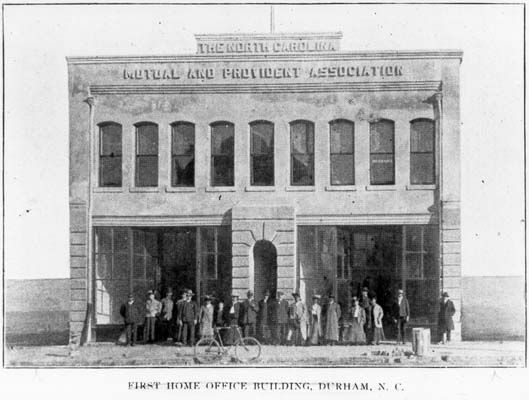 THE NORTH CAROLINA
MUTUAL AND PROVIDENT ASSOCIATION
FIRST HOME OFFICE BUILDING, DURHAM, N. C.